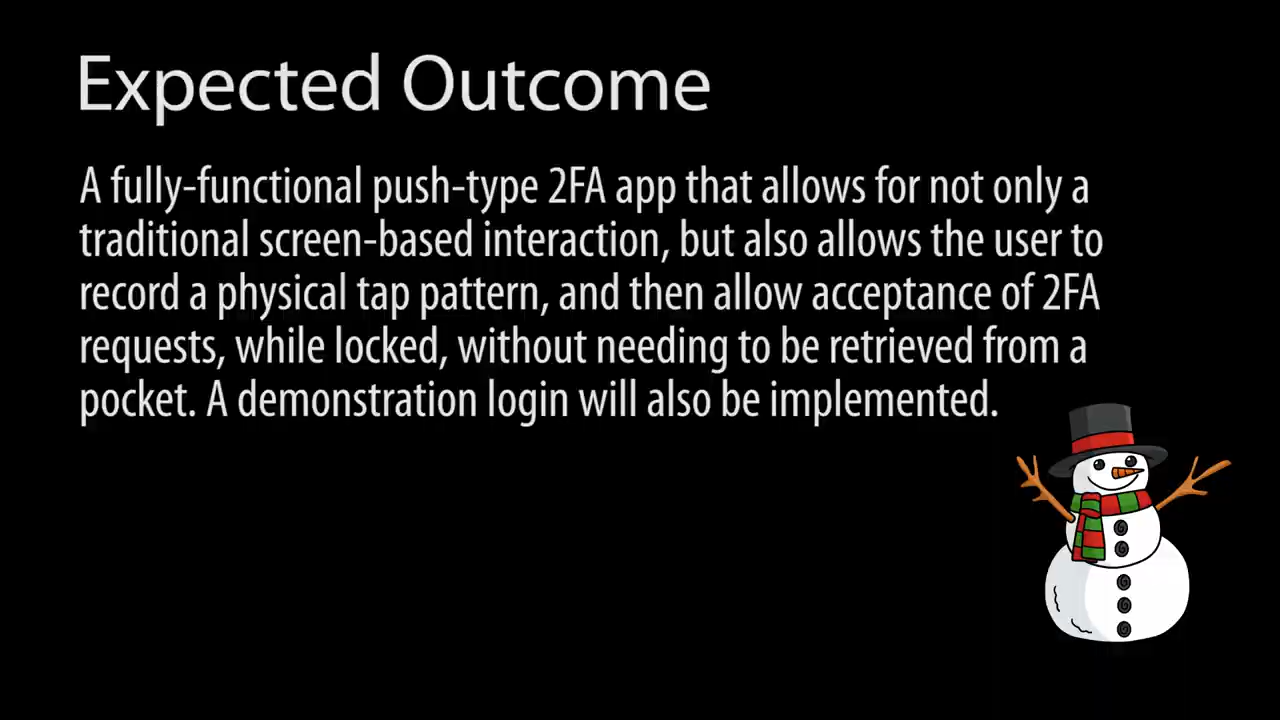 Expected Outcome
A fully-functional push-type 2FA app that allows for not only a
traditional screen-based interaction, but also allows the user to
record a physical tap pattern, and then allow acceptance of 2FA
requests, while locked, without needing to be retrieved from a
pocket. A demonstration login will also be implemented.